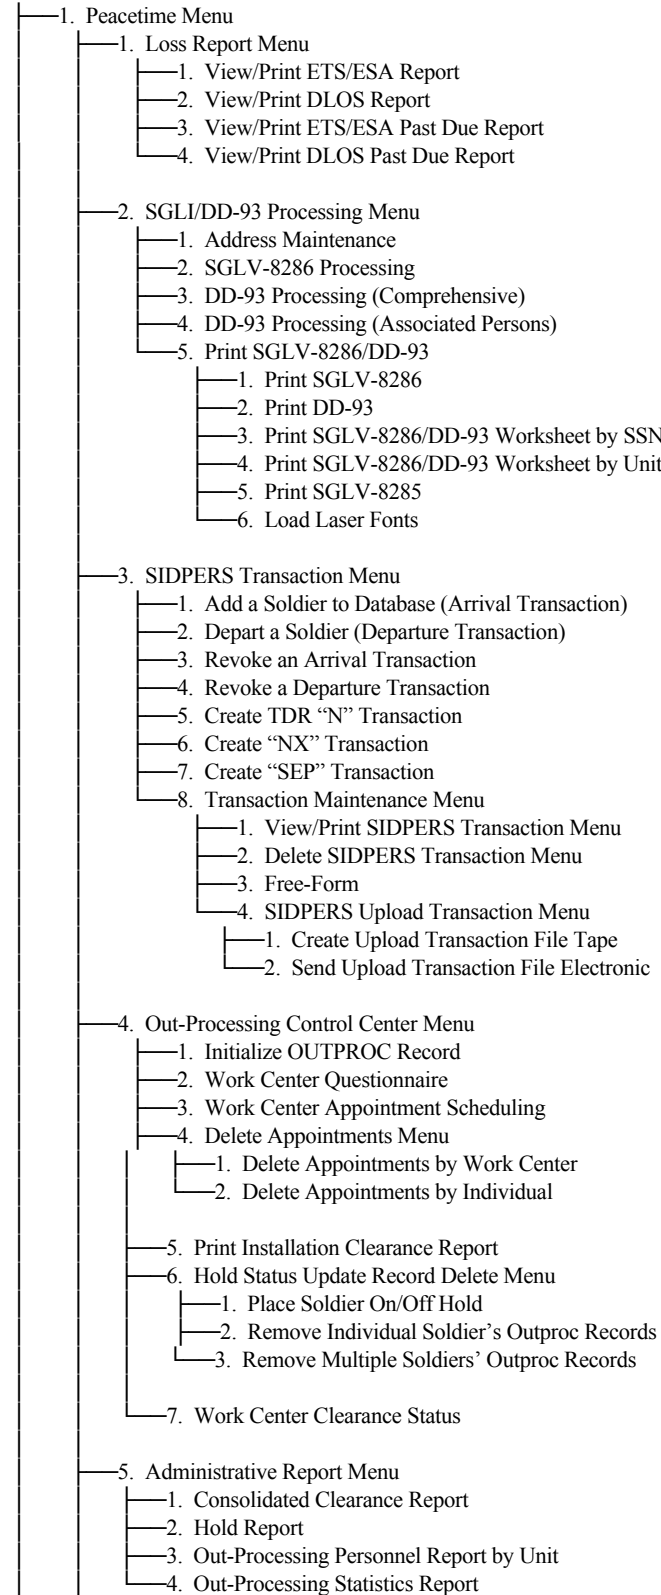 1. Peacetime Menu
1. Loss Report Menu
1. View/Print ETS/ESA Report
2. View/Print DLOS Report
3. View/Print ETS/ESA Past Due Report
4. View/Print DLOS Past Due Report
2. SGLI/DD-93 Processing Menu
1. Address Maintenance
2. SGLV-8286 Processing
3. DD-93 Processing (Comprehensive)
4. DD-93 Processing (Associated Persons)
5. Print SGLV-8286/DD-93
1. Print SGLV-8286
2. Print DD-93
3. Print SGLV-8286/DD-93 Worksheet by SSN
4. Print SGLV-8286/DD-93 Worksheet by Unit
5. Print SGLV-8285
6. Load Laser Fonts
3. SIDPERS Transaction Menu
1. Add a Soldier to Database (Arrival Transaction)
2. Depart a Soldier (Departure Transaction)
3. Revoke an Arrival Transaction
4. Revoke a Departure Transaction
5. Create TDR “N” Transaction
6. Create “NX” Transaction
7. Create “SEP” Transaction
8. Transaction Maintenance Menu
1. View/Print SIDPERS Transaction Menu
2. Delete SIDPERS Transaction Menu
3. Free-Form
4. SIDPERS Upload Transaction Menu
1. Create Upload Transaction File Tape
2. Send Upload Transaction File Electronic
4. Out-Processing Control Center Menu
1. Initialize OUTPROC Record
2. Work Center Questionnaire
3. Work Center Appointment Scheduling
4. Delete Appointments Menu
1. Delete Appointments by Work Center
2. Delete Appointments by Individual
5. Print Installation Clearance Report
6. Hold Status Update Record Delete Menu
1. Place Soldier On/Off Hold
2. Remove Individual Soldier’s Outproc Records
3. Remove Multiple Soldiers’ Outproc Records
7. Work Center Clearance Status
5. Administrative Report Menu
1. Consolidated Clearance Report
2. Hold Report
3. Out-Processing Personnel Report by Unit
4. Out-Processing Statistics Report